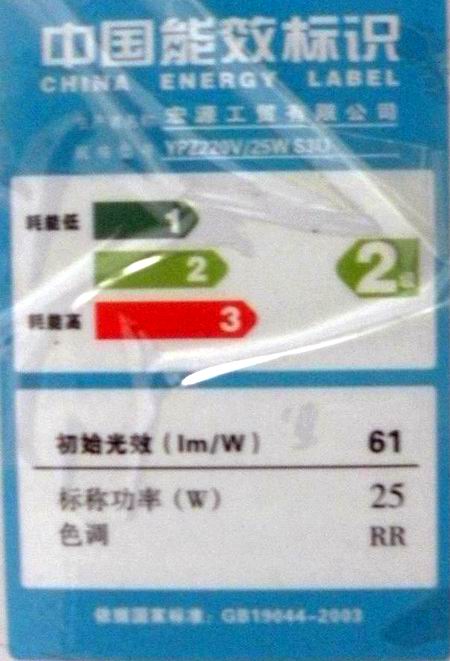 中国能效标识
CHINA ENERGY LABEL
宏源工贸有限公司
YPZ220V/25W S3U
耗能低 1
2 2级
耗能高 3
初始光效（lm/W） 61
标称功率（W） 25
色调 RR
依据国家标准：GB19044-2003